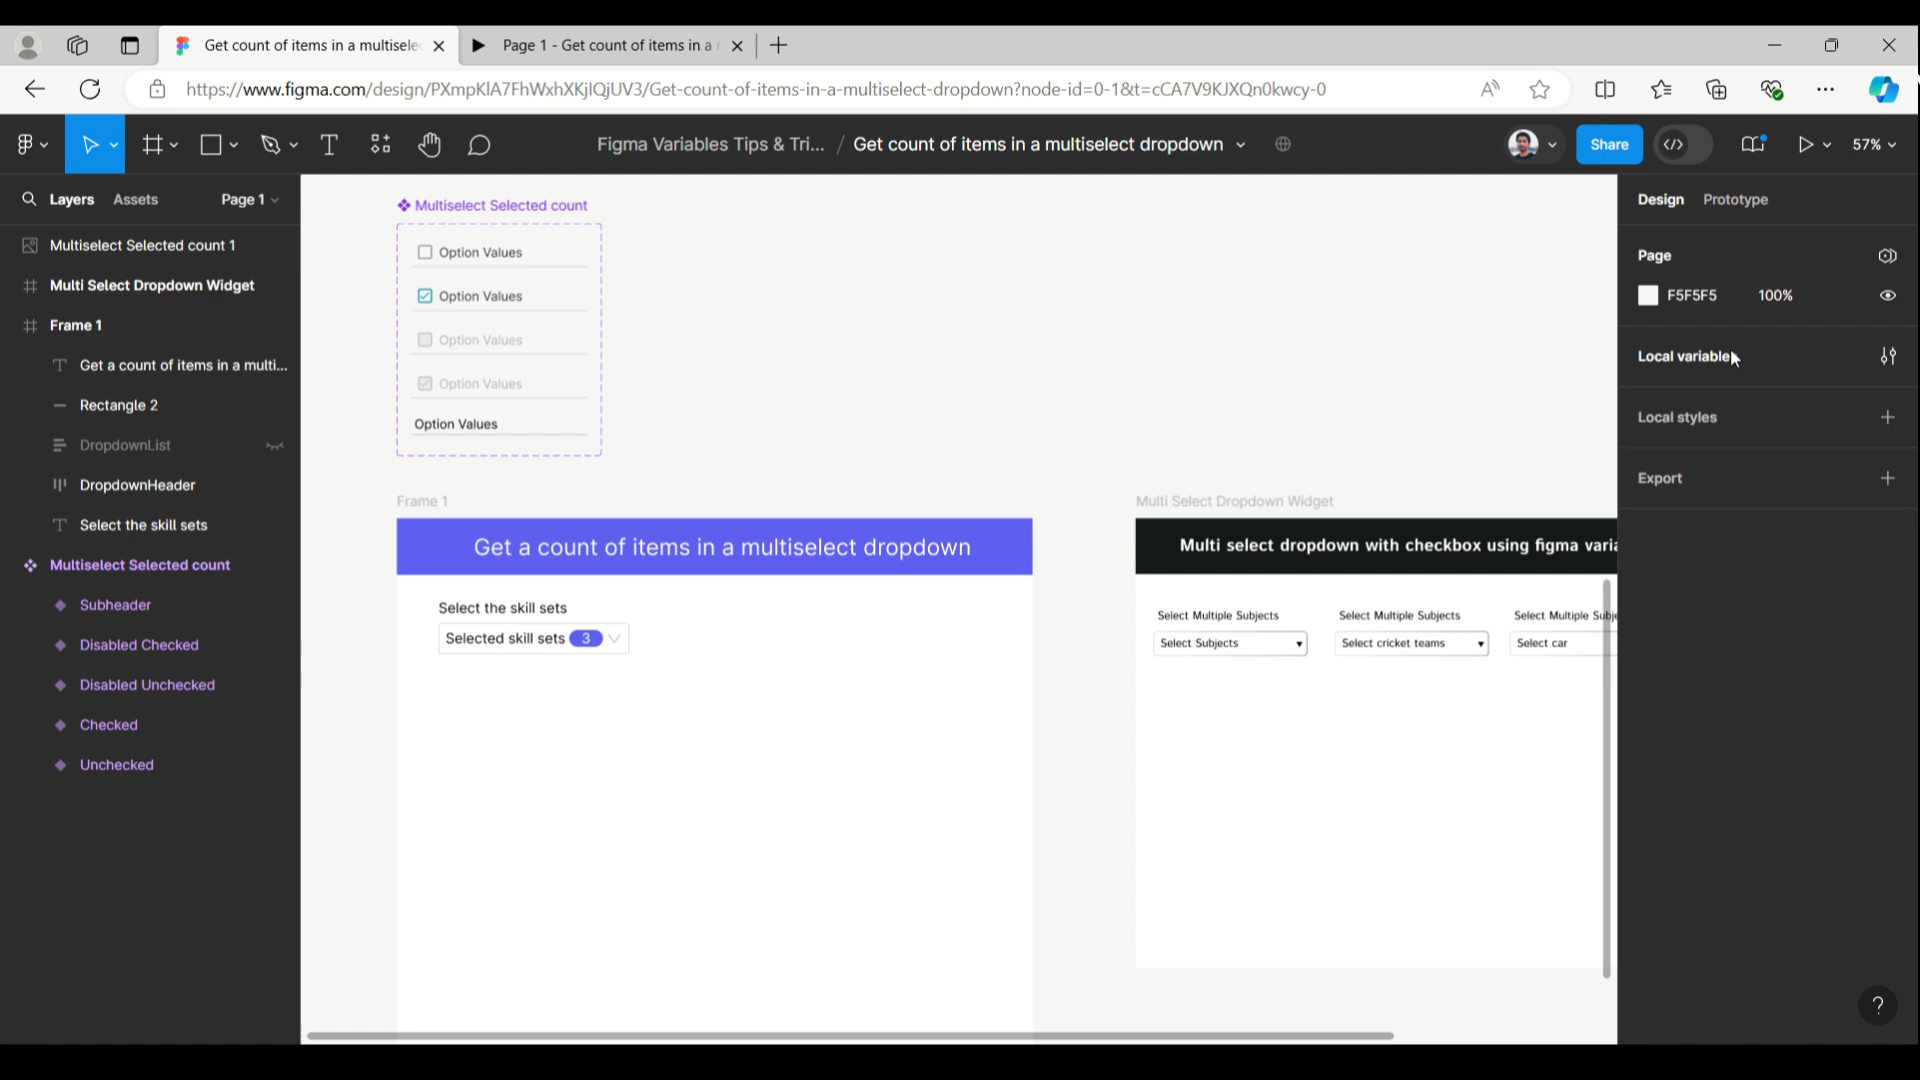 Get count of items in a multisele
Page 1 - Get count of items in a
https://www.figma.com/design/PXmpKlA7FhWxhXKjIQjUV3/Get-count-of-items-in-a-multiselect-dropdown?node-id=0-1&t=cCA7V9KJXQn0kwcy-0
Figma Variables Tips & Tri... / Get count of items in a multiselect dropdown
Share
57%
Layers
Assets
Page 1
Multiselect Selected count 1
Multi Select Dropdown Widget
Frame 1
Get a count of items in a multi...
Rectangle 2
DropdownList
DropdownHeader
Select the skill sets
Multiselect Selected count
Subheader
Disabled Checked
Disabled Unchecked
Checked
Unchecked
Multiselect Selected count
Option Values
Option Values
Option Values
Option Values
Option Values
Frame 1
Get a count of items in a multiselect dropdown
Select the skill sets
Selected skill sets 3
Multi Select Dropdown Widget
Multi select dropdown with checkbox using figma varia
Select Multiple Subjects
Select Multiple Subjects
Select Multiple Subje
Select Subjects
Select cricket teams
Select car
Design
Prototype
Page
F5F5F5 100%
Local variable
Local styles
Export
?